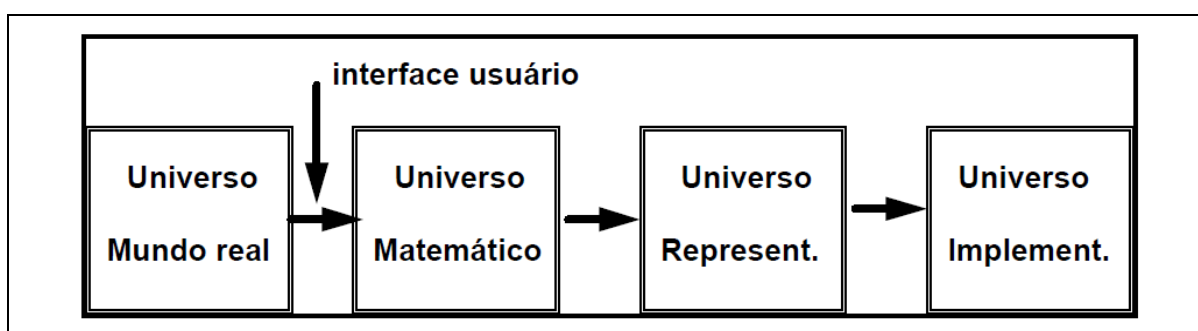 interface usuário
Universo
Mundo real
Universo
Matemático
Universo
Represent.
Universo
Implement.